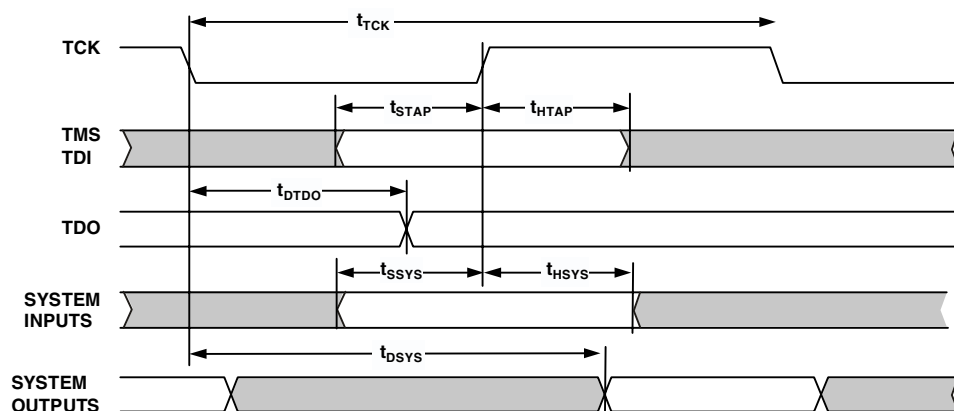 tTCK
TCK
tSTAP
tHTAP
TMS
TDI
tDTDO
TDO
tSSYS
tHSYS
SYSTEM
INPUTS
tDSYS
SYSTEM
OUTPUTS